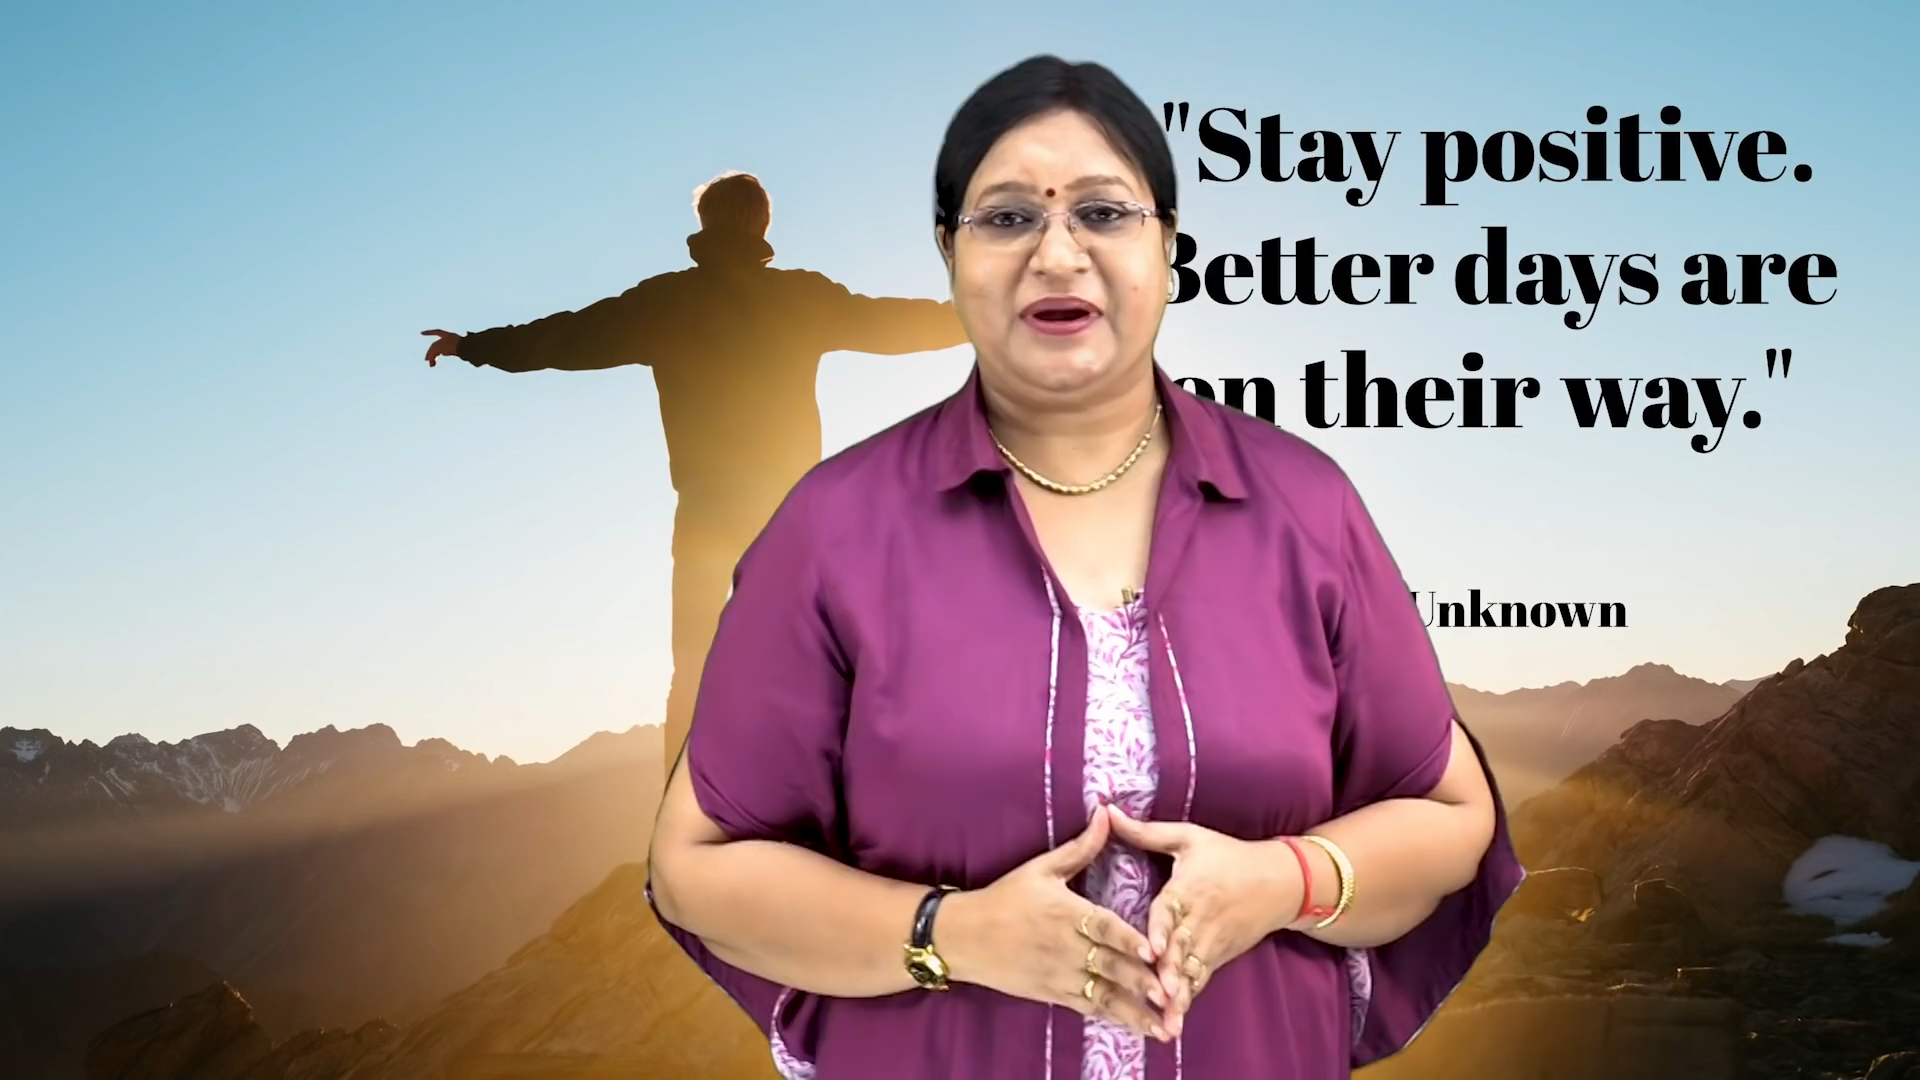 "Stay positive.
Better days are
on their way."
Unknown